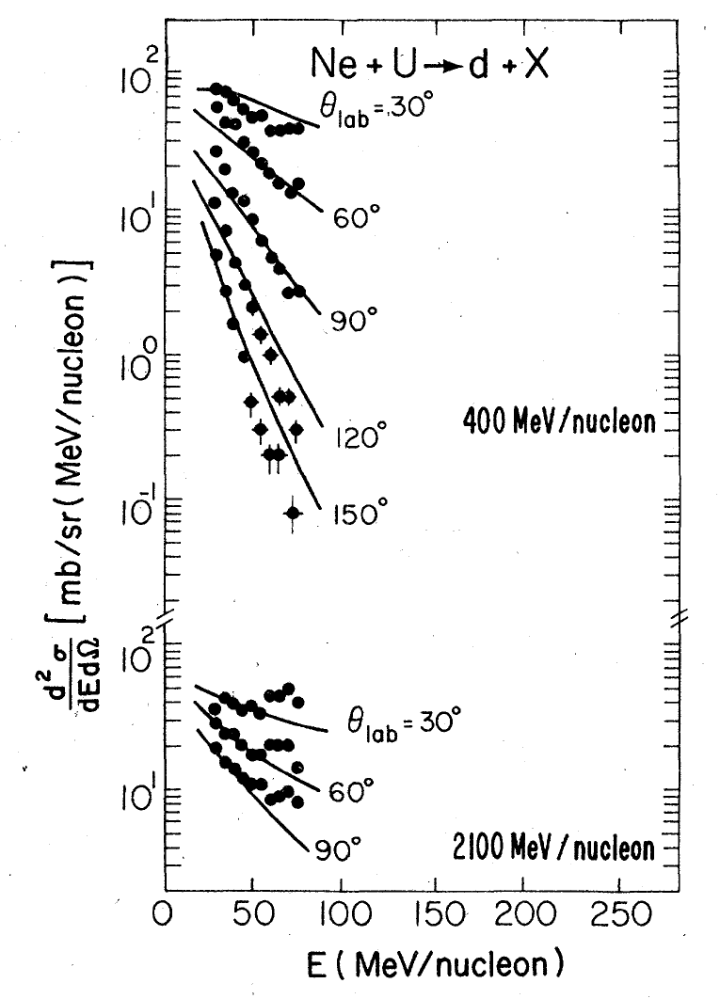 Ne + U → d + X
10²
θlab = 30°
60°
10¹
90°
10⁰
120°
400 MeV/nucleon
10⁻¹
150°
d²σ/dEdΩ [mb/sr(MeV/nucleon)]
10²
θlab = 30°
60°
10¹
90°
2100 MeV/nucleon
0 50 100 150 200 250
E (MeV/nucleon)